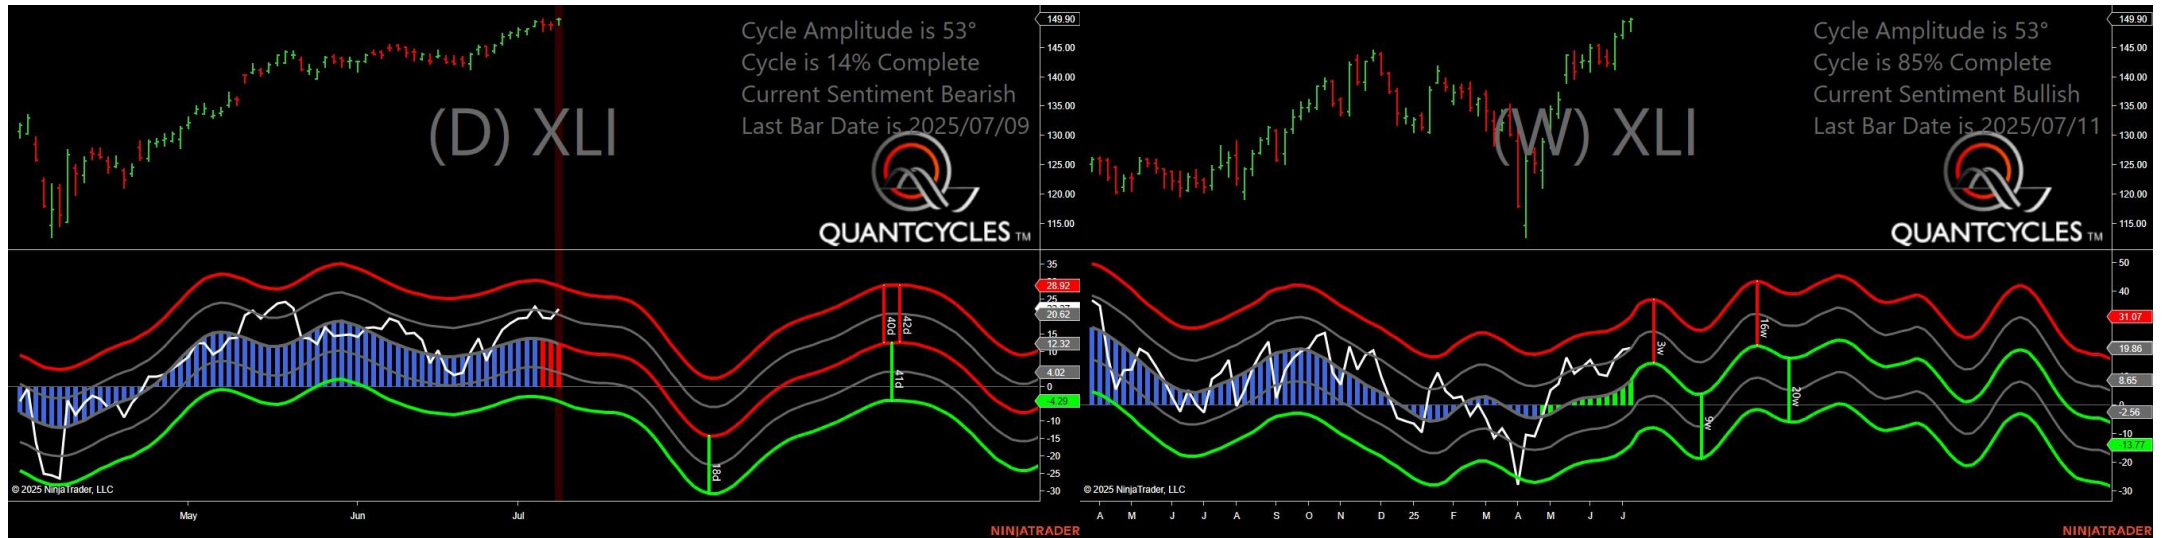 Cycle Amplitude is 53°
Cycle is 14% Complete
Current Sentiment Bearish
Last Bar Date is 2025/07/09
(D) XLI
QUANTCYCLES TM
149.90
145.00
140.00
135.00
130.00
125.00
120.00
115.00
35
28.92
25
20.62
15
12.32
10
4.02
0
-4.29
-10
-15
-20
-25
-30
40d
42d
41d
18d
© 2025 NinjaTrader, LLC
May Jun Jul
NINJATRADER
Cycle Amplitude is 53°
Cycle is 85% Complete
Current Sentiment Bullish
Last Bar Date is 2025/07/11
(W) XLI
QUANTCYCLES TM
149.90
145.00
140.00
135.00
130.00
125.00
120.00
115.00
50
40
31.07
19.86
8.65
0
-2.56
-10
-13.77
-20
-30
3w
9w
16w
20w
© 2025 NinjaTrader, LLC
A M J J A S O N D 25 F M A M J J
NINJATRADER